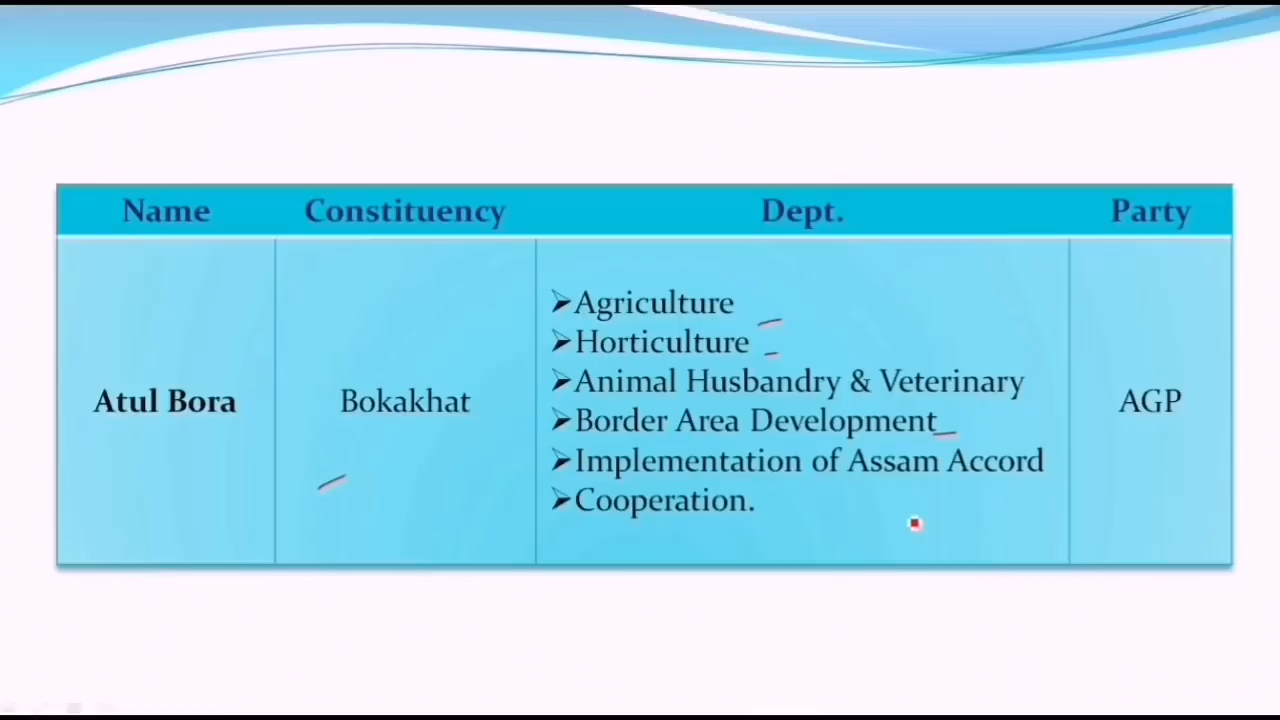 Name Constituency Dept. Party
Atul Bora
Bokakhat
➢Agriculture
➢Horticulture
➢Animal Husbandry & Veterinary
➢Border Area Development
➢Implementation of Assam Accord
➢Cooperation.
AGP